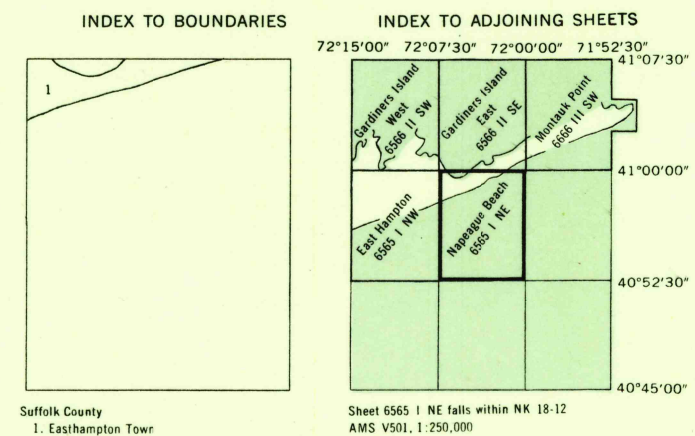 INDEX TO BOUNDARIES
1
Suffolk County
1. Easthampton Town
INDEX TO ADJOINING SHEETS
72°15'00" 72°07'30" 72°00'00" 71°52'30"
41°07'30"
Gardiners Island
West
6566 II SW
Gardiners Island
East
6566 II SE
Montauk Point
6666 III SW
41°00'00"
East Hampton
6565 I NW
Napeague Beach
6565 I NE
40°52'30"
40°45'00"
Sheet 6565 I NE falls within NK 18-12
AMS V501, 1:250,000